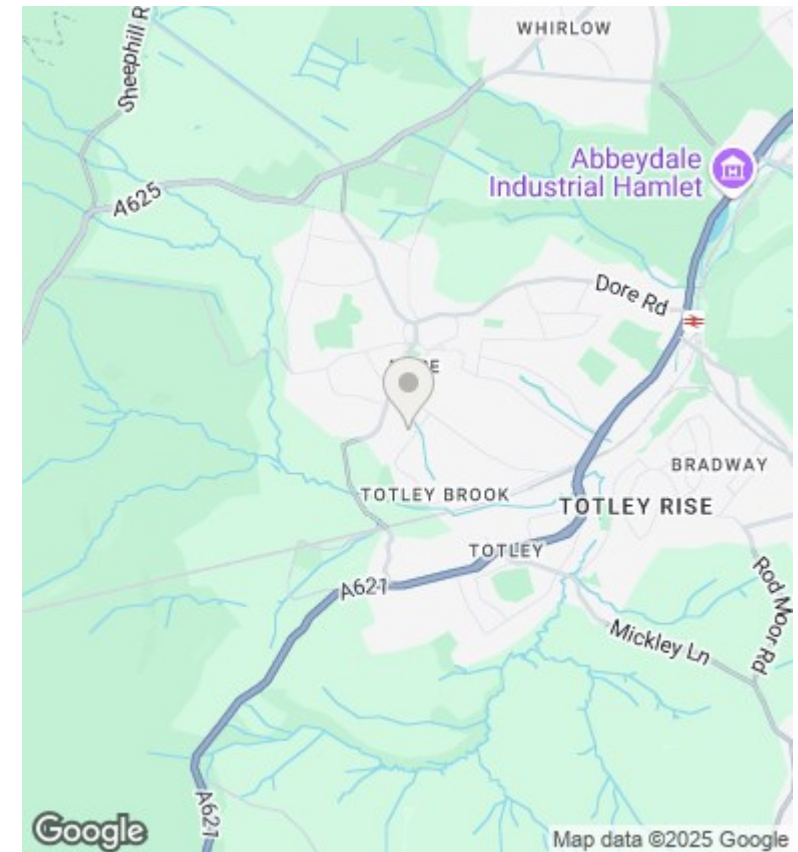 WHIRLOW
Sheephill R
Abbeydale
Industrial Hamlet
A625
Dore Rd
BRADWAY
TOTLEY BROOK
TOTLEY RISE
TOTLEY
A621
Rod Moor Rd
Mickley Ln
A621
Google
Map data ©2025 Google